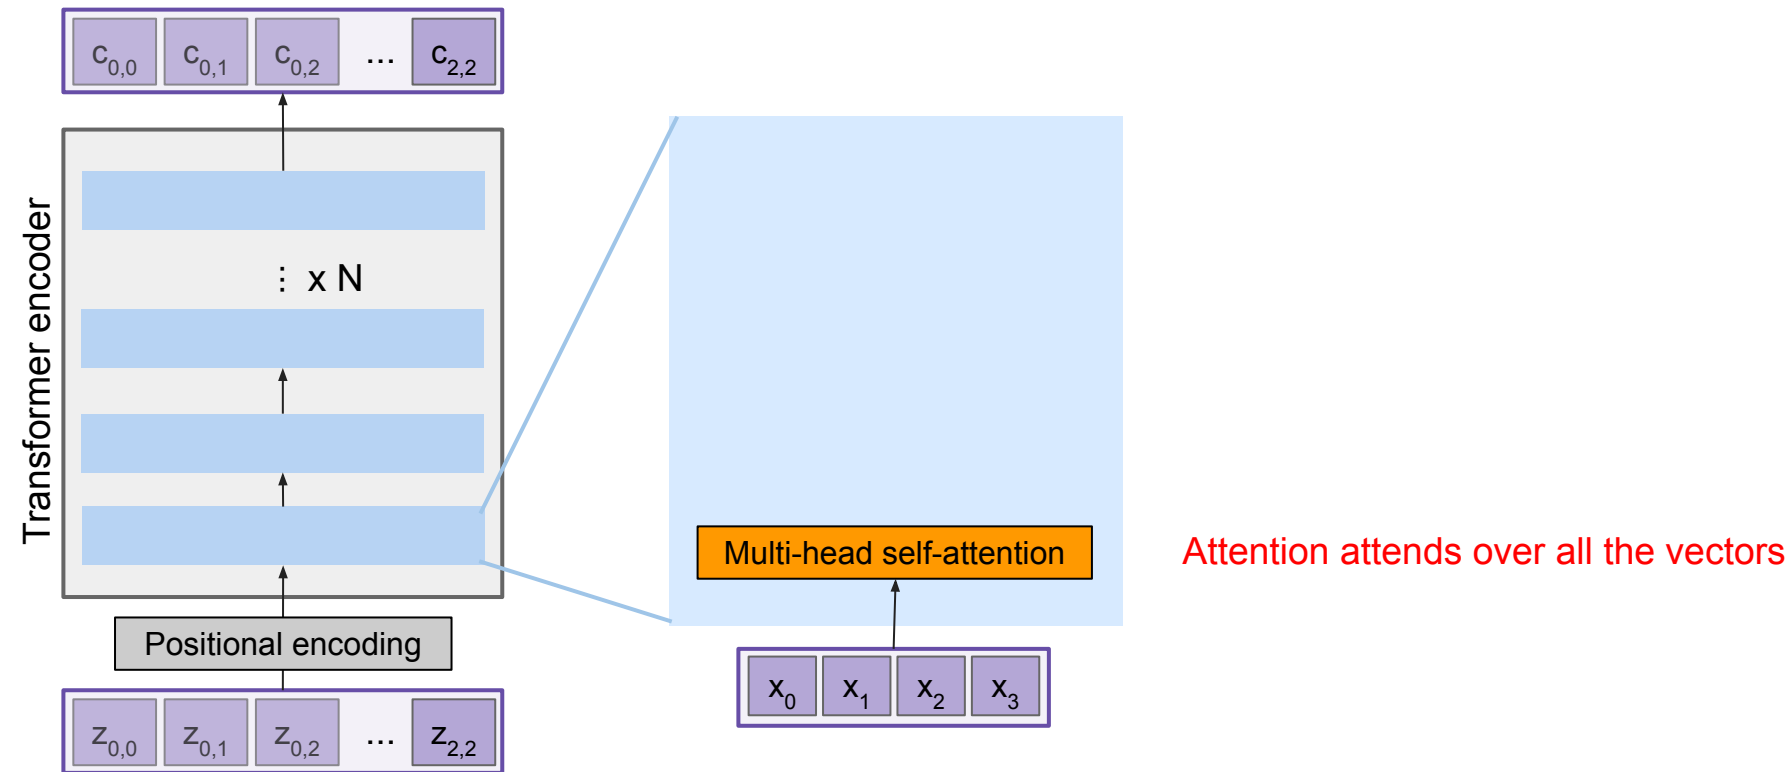 c0,0 c0,1 c0,2 ... c2,2
Transformer encoder
⋮ x N
Positional encoding
z0,0 z0,1 z0,2 ... z2,2
Multi-head self-attention
x0 x1 x2 x3
Attention attends over all the vectors